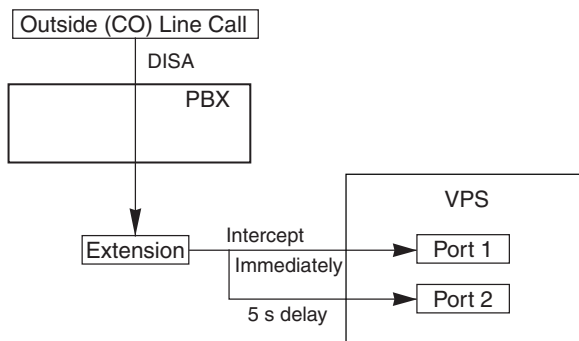 Outside (CO) Line Call
DISA
PBX
VPS
Extension
Intercept
Immediately
Port 1
5 s delay
Port 2